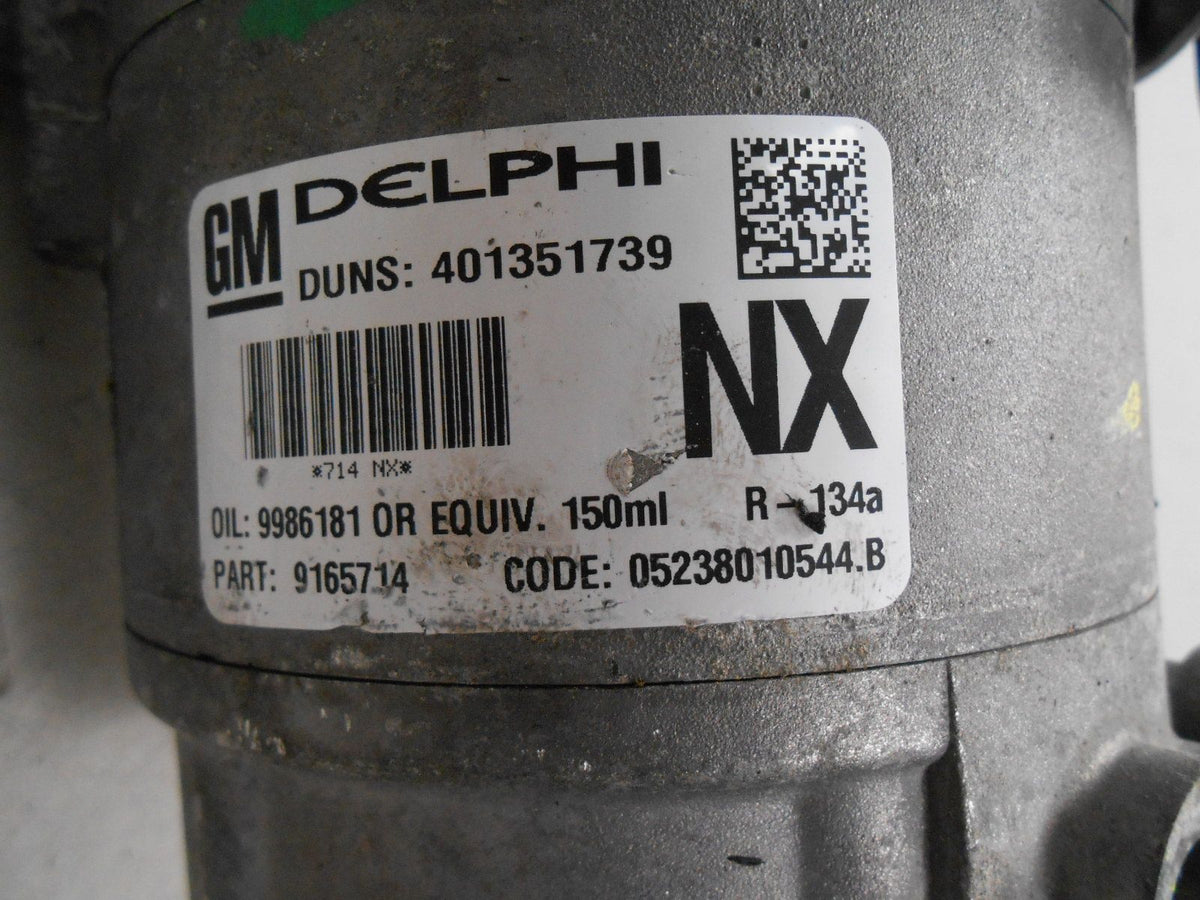 GM DELPHI
DUNS: 401351739
NX
*714 NX*
OIL: 9986181 OR EQUIV. 150ml R-134a
PART: 9165714 CODE: 05238010544.B